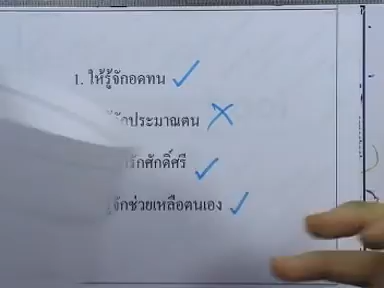 1. ให้รู้จักอดทน
ประมาณตน
รักศักดิ์ศรี
จักช่วยเหลือตนเอง